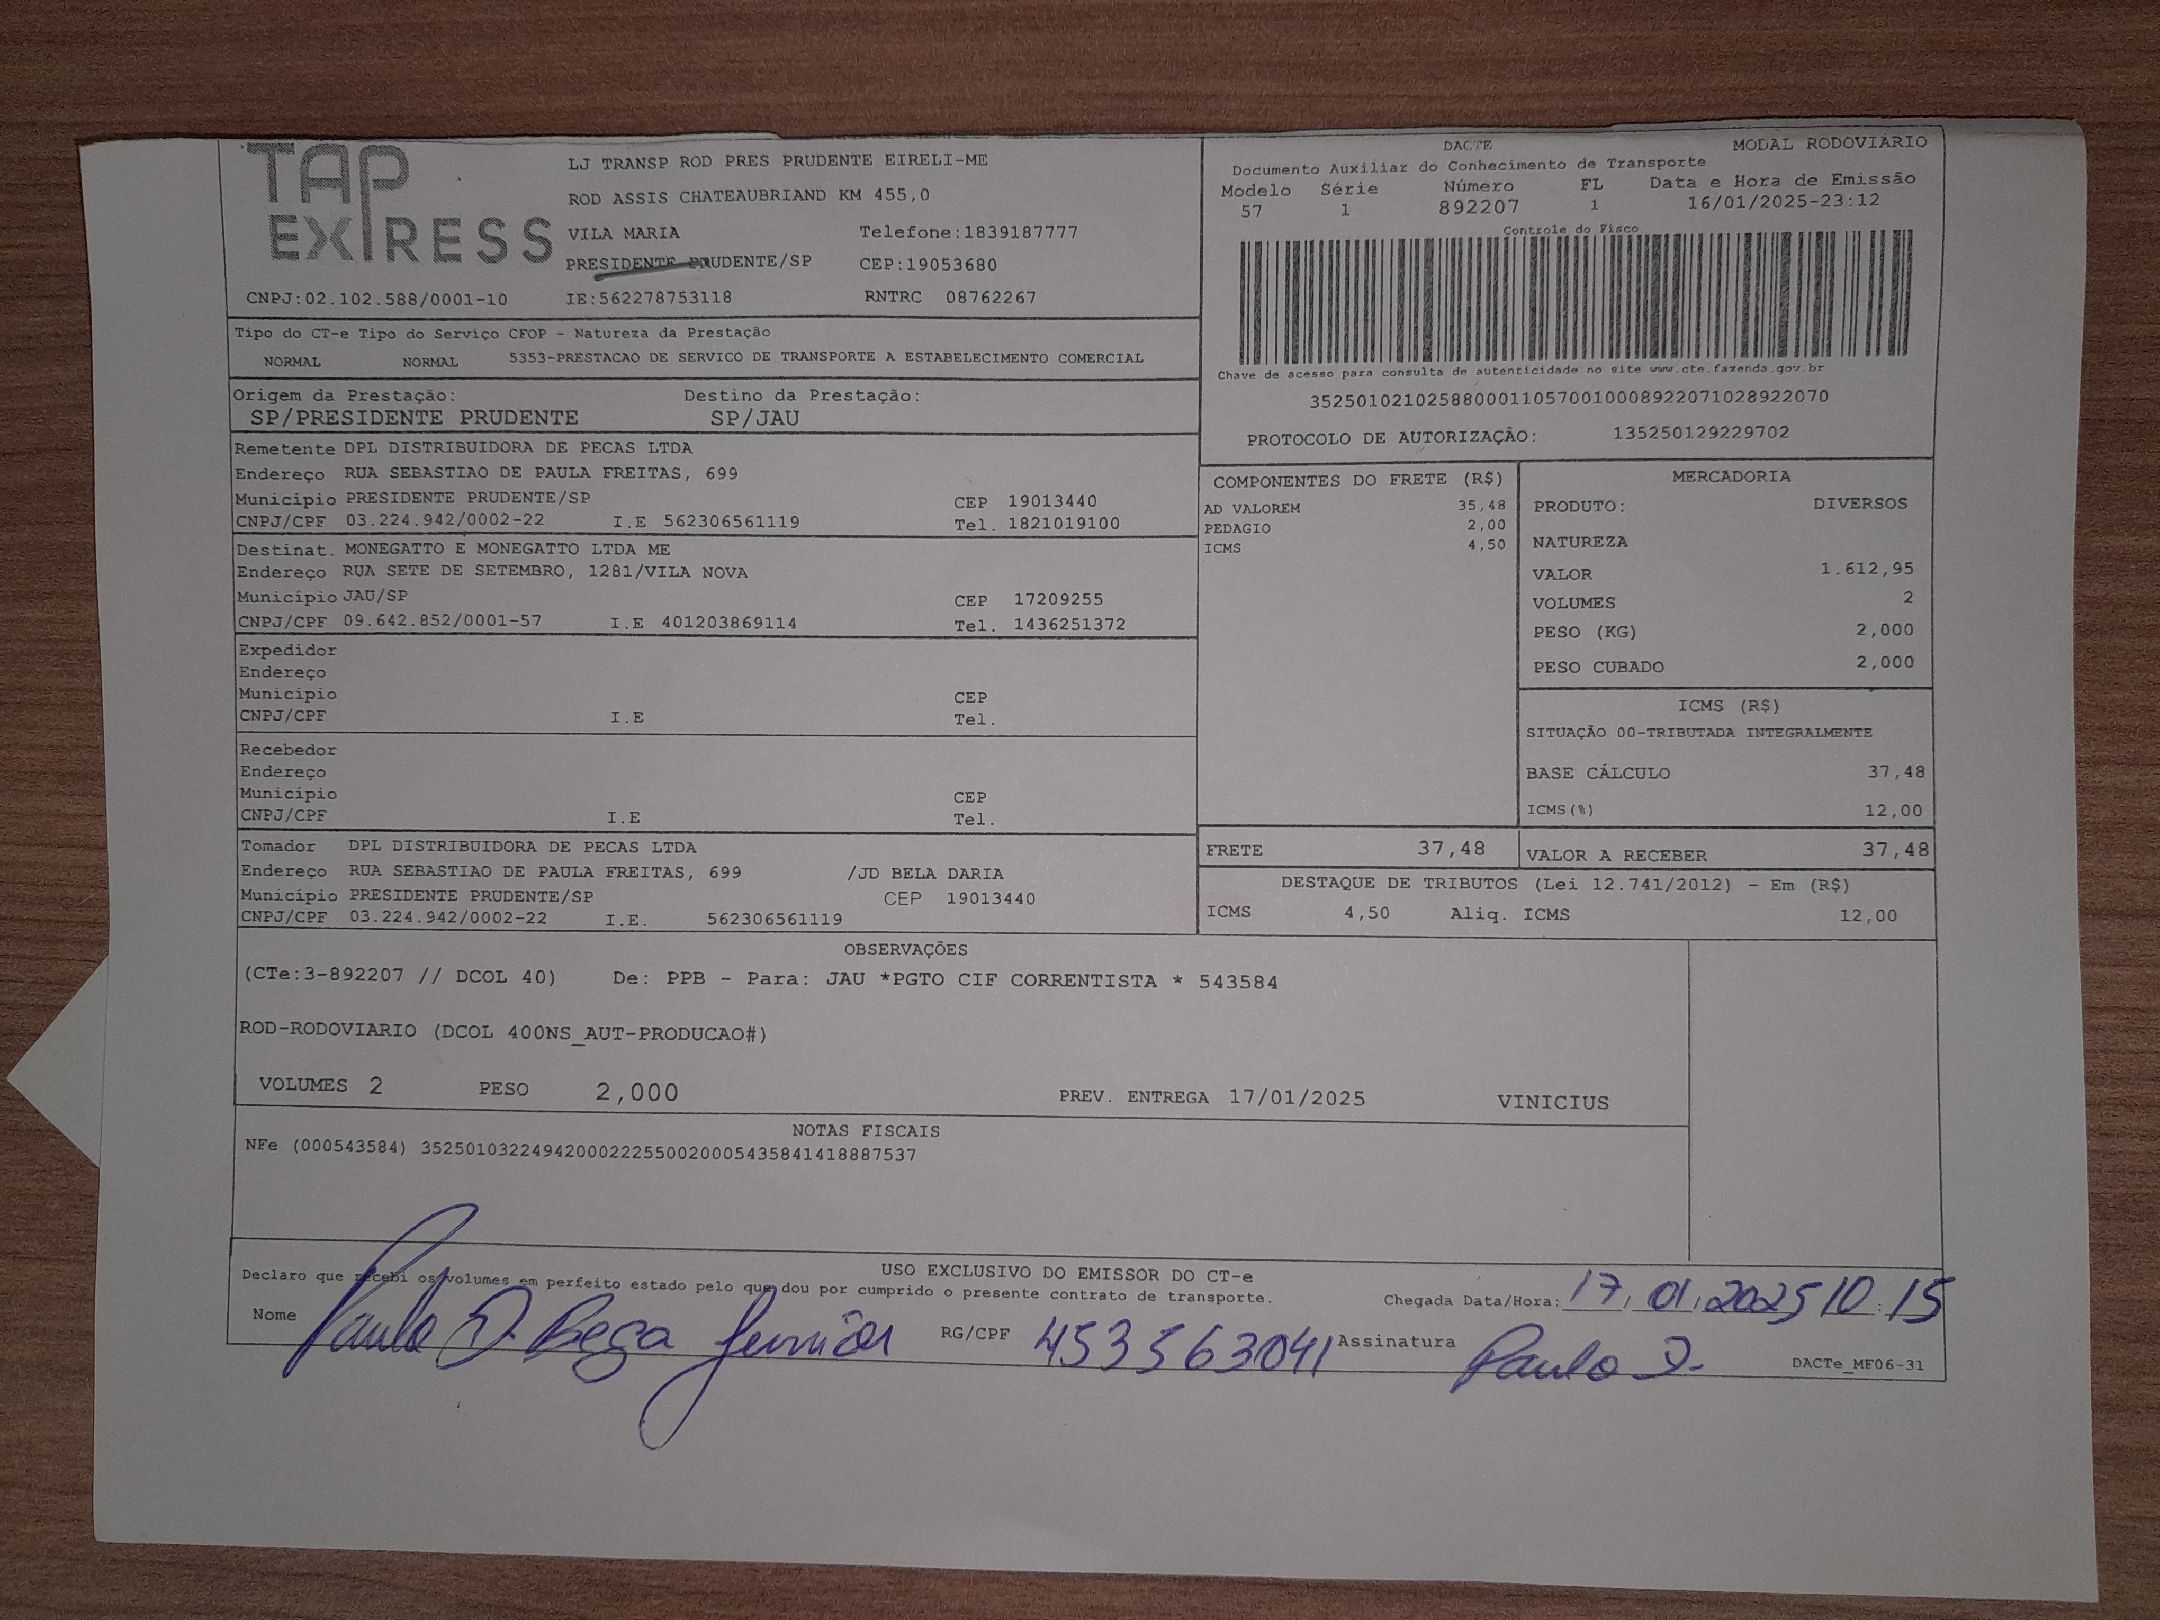 TAP EXPRESS
LJ TRANSP ROD PRES PRUDENTE EIRELI-ME
ROD ASSIS CHATEAUBRIAND KM 455,0
VILA MARIA Telefone:1839187777
PRESIDENTE PRUDENTE/SP CEP:19053680
CNPJ:02.102.588/0001-10 IE:562278753118 RNTRC 08762267
DACTE MODAL RODOVIÁRIO
Documento Auxiliar do Conhecimento de Transporte
Modelo Série Número FL Data e Hora de Emissão
57 1 892207 1 16/01/2025-23:12
Controle do Fisco
Chave de acesso para consulta de autenticidade no site www.cte.fazenda.gov.br
35250102102588000110570010008922071028922070
PROTOCOLO DE AUTORIZAÇÃO: 135250129229702
Tipo do CT-e Tipo do Serviço CFOP - Natureza da Prestação
NORMAL NORMAL 5353-PRESTACAO DE SERVICO DE TRANSPORTE A ESTABELECIMENTO COMERCIAL
Origem da Prestação: Destino da Prestação:
SP/PRESIDENTE PRUDENTE SP/JAU
Remetente DPL DISTRIBUIDORA DE PECAS LTDA
Endereço RUA SEBASTIAO DE PAULA FREITAS, 699
Município PRESIDENTE PRUDENTE/SP CEP 19013440
CNPJ/CPF 03.224.942/0002-22 I.E 562306561119 Tel. 1821019100
Destinat. MONEGATTO E MONEGATTO LTDA ME
Endereço RUA SETE DE SETEMBRO, 1281/VILA NOVA
Município JAU/SP CEP 17209255
CNPJ/CPF 09.642.852/0001-57 I.E 401203869114 Tel. 1436251372
Expedidor
Endereço
Município CEP
CNPJ/CPF I.E Tel.
Recebedor
Endereço
Município CEP
CNPJ/CPF I.E Tel.
Tomador DPL DISTRIBUIDORA DE PECAS LTDA
Endereço RUA SEBASTIAO DE PAULA FREITAS, 699 /JD BELA DARIA
Município PRESIDENTE PRUDENTE/SP CEP 19013440
CNPJ/CPF 03.224.942/0002-22 I.E. 562306561119
COMPONENTES DO FRETE (R$)
AD VALOREM 35,48
PEDAGIO 2,00
ICMS 4,50
MERCADORIA
PRODUTO: DIVERSOS
NATUREZA
VALOR 1.612,95
VOLUMES 2
PESO (KG) 2,000
PESO CUBADO 2,000
ICMS (R$)
SITUAÇÃO 00-TRIBUTADA INTEGRALMENTE
BASE CÁLCULO 37,48
ICMS(%) 12,00
FRETE 37,48 VALOR A RECEBER 37,48
DESTAQUE DE TRIBUTOS (Lei 12.741/2012) - Em (R$)
ICMS 4,50 Aliq. ICMS 12,00
OBSERVAÇÕES
(CTe:3-892207 // DCOL 40) De: PPB - Para: JAU *PGTO CIF CORRENTISTA * 543584
ROD-RODOVIARIO (DCOL 400NS_AUT-PRODUCAO#)
VOLUMES 2 PESO 2,000 PREV. ENTREGA 17/01/2025 VINICIUS
NOTAS FISCAIS
NFe (000543584) 35250103224942000222550020005435841418887537
USO EXCLUSIVO DO EMISSOR DO CT-e
Declaro que recebi os volumes em perfeito estado pelo que dou por cumprido o presente contrato de transporte. Chegada Data/Hora: 17.01.2025 10:15
Nome Paulo D. Bega Junior RG/CPF 453563041 Assinatura Paulo D.
DACTe_MF06-31